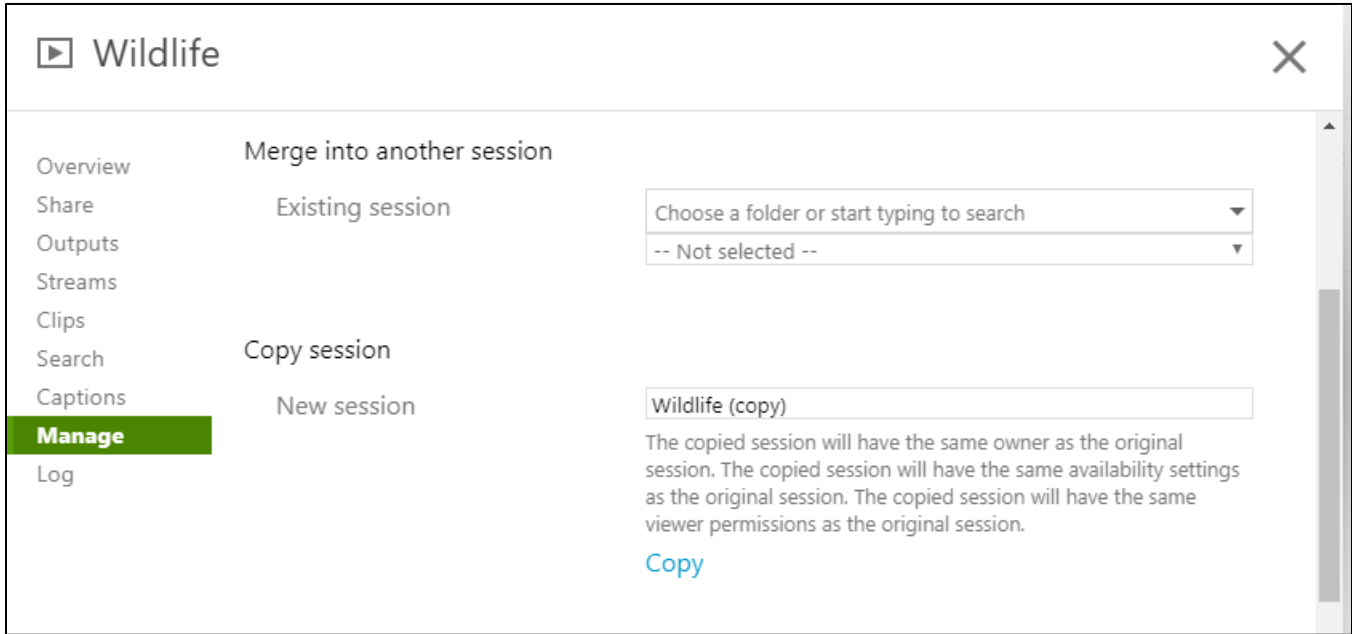 Wildlife
Overview
Share
Outputs
Streams
Clips
Search
Captions
Manage
Log
Merge into another session
Existing session
Choose a folder or start typing to search
-- Not selected --
Copy session
New session
Wildlife (copy)
The copied session will have the same owner as the original
session. The copied session will have the same availability settings
as the original session. The copied session will have the same
viewer permissions as the original session.
Copy